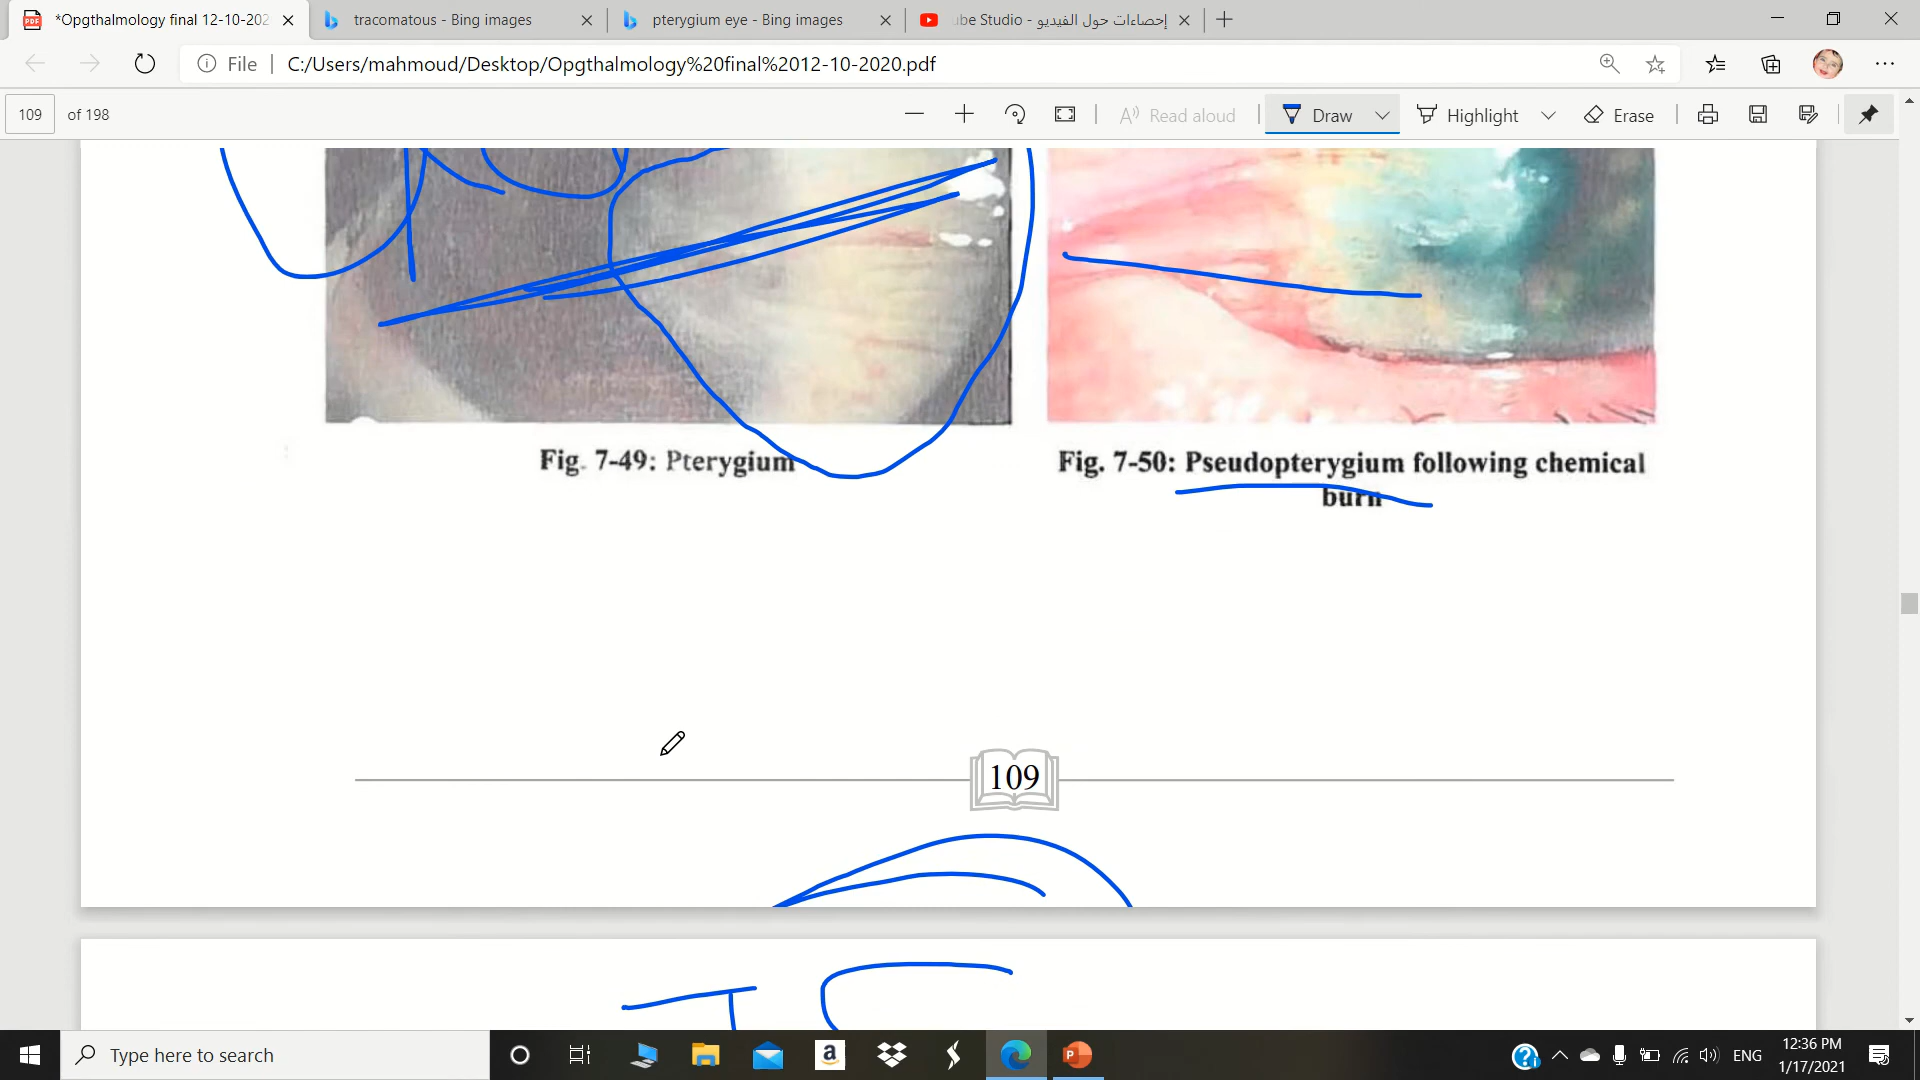 *Opgthalmology final 12-10-202
tracomatous - Bing images
pterygium eye - Bing images
إحصاءات حول الفيديو - ube Studio
File
C:/Users/mahmoud/Desktop/Opgthalmology%20final%2012-10-2020.pdf
109 of 198
Read aloud
Draw
Highlight
Erase
Fig. 7-49: Pterygium
Fig. 7-50: Pseudopterygium following chemical
burn
109
Type here to search
a
P
ENG
12:36 PM
1/17/2021